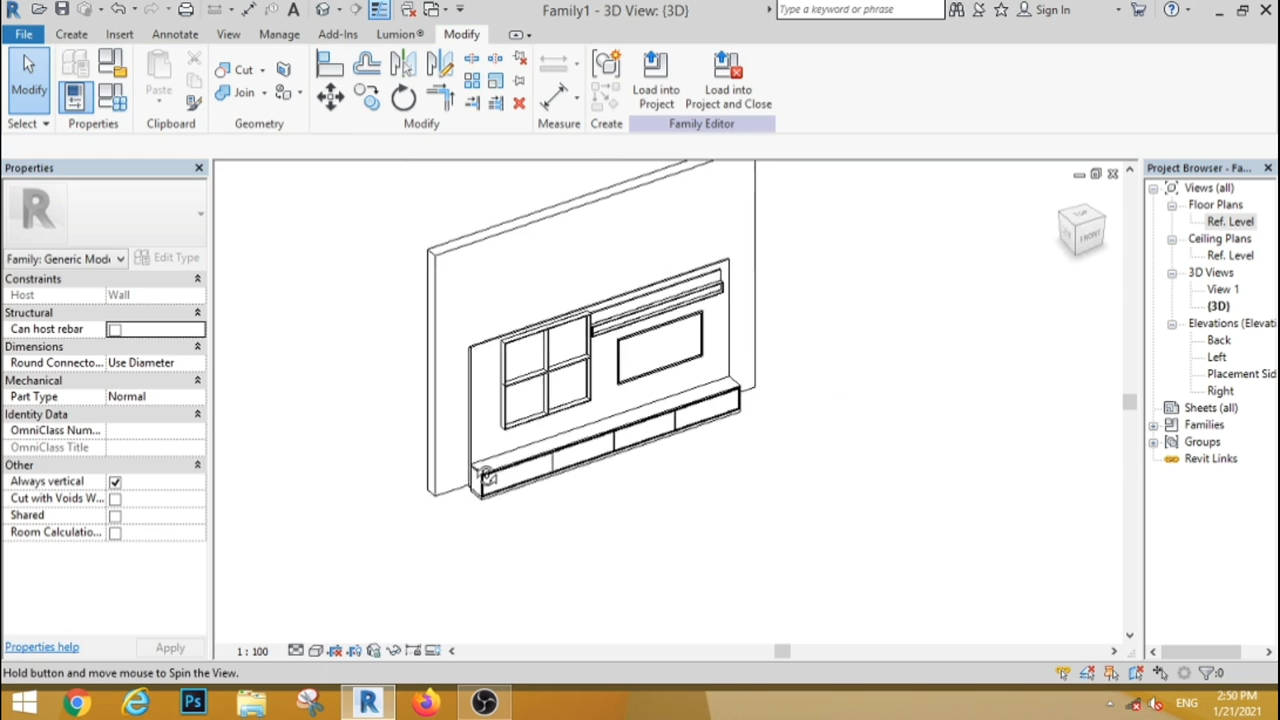 Family1 - 3D View: {3D}
Type a keyword or phrase
Sign In
File
Create
Insert
Annotate
View
Manage
Add-Ins
Lumion®
Modify
Modify
Paste
Cut
Join
Load into Project
Load into Project and Close
Select
Properties
Clipboard
Geometry
Modify
Measure
Create
Family Editor
Properties
Family: Generic Mode
Edit Type
Constraints
Host Wall
Structural
Can host rebar
Dimensions
Round Connecto... Use Diameter
Mechanical
Part Type Normal
Identity Data
OmniClass Num...
OmniClass Title
Other
Always vertical
Cut with Voids W...
Shared
Room Calculatio...
Properties help
Apply
TOP
FRONT
1 : 100
Project Browser - Fa...
Views (all)
Floor Plans
Ref. Level
Ceiling Plans
Ref. Level
3D Views
View 1
(3D)
Elevations (Elevati
Back
Left
Placement Sid
Right
Sheets (all)
Families
Groups
Revit Links
Hold button and move mouse to Spin the View.
:0
Ps
R
ENG
2:50 PM
1/21/2021